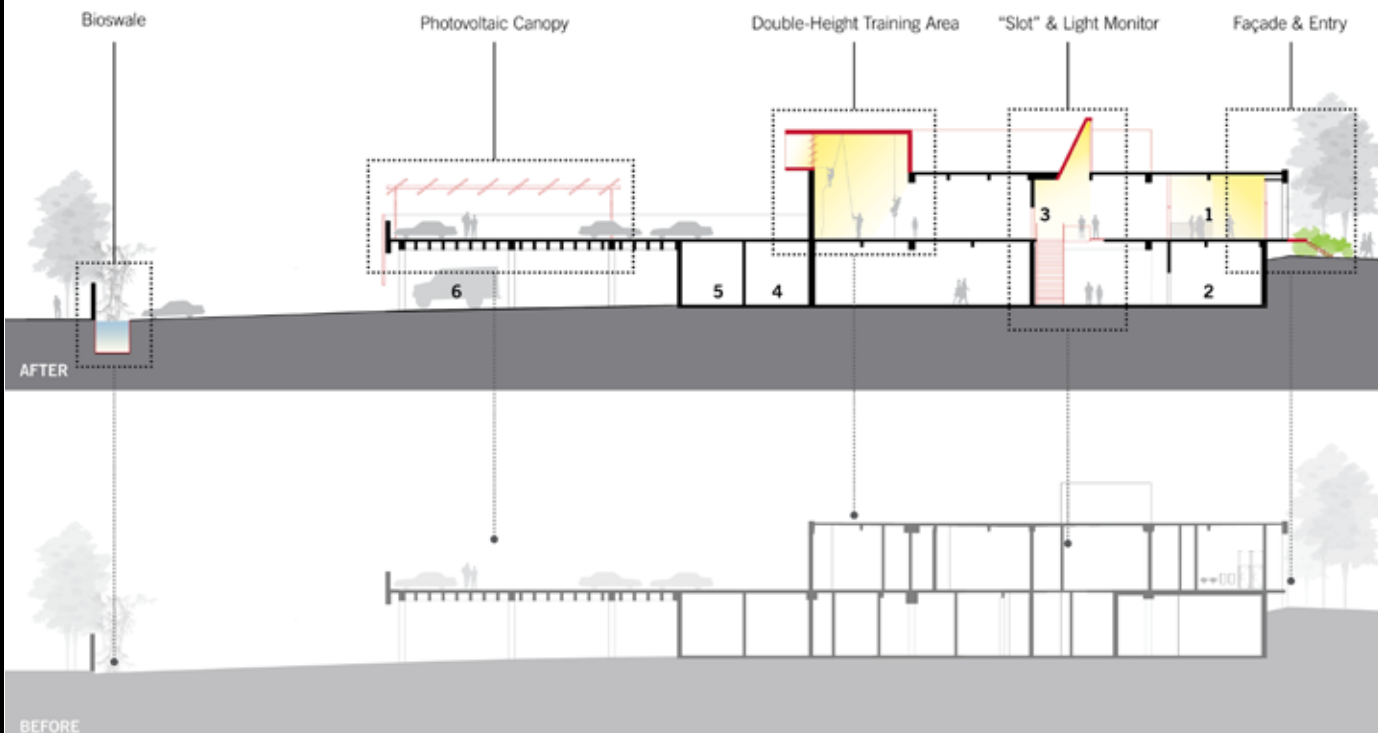 Bioswale
Photovoltaic Canopy
Double-Height Training Area
“Slot” & Light Monitor
Façade & Entry
3
1
6
5
4
2
AFTER
BEFORE